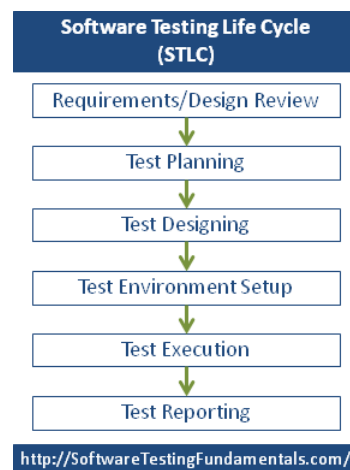 Software Testing Life Cycle
(STLC)
Requirements/Design Review
Test Planning
Test Designing
Test Environment Setup
Test Execution
Test Reporting
http://SoftwareTestingFundamentals.com/